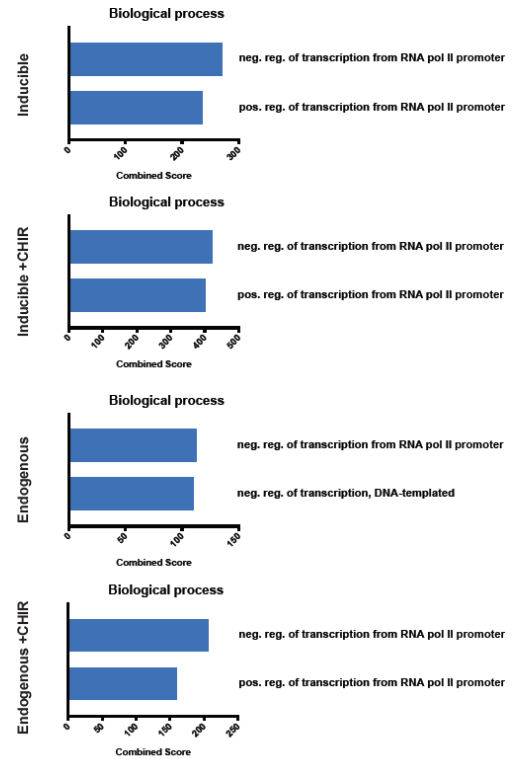 Biological process
Inducible
neg. reg. of transcription from RNA pol II promoter
pos. reg. of transcription from RNA pol II promoter
0 100 200 300
Combined Score
Biological process
Inducible +CHIR
neg. reg. of transcription from RNA pol II promoter
pos. reg. of transcription from RNA pol II promoter
0 100 200 300 400 500
Combined Score
Biological process
Endogenous
neg. reg. of transcription from RNA pol II promoter
neg. reg. of transcription, DNA-templated
0 50 100 150
Combined Score
Biological process
Endogenous +CHIR
neg. reg. of transcription from RNA pol II promoter
pos. reg. of transcription from RNA pol II promoter
0 50 100 150 200 250
Combined Score